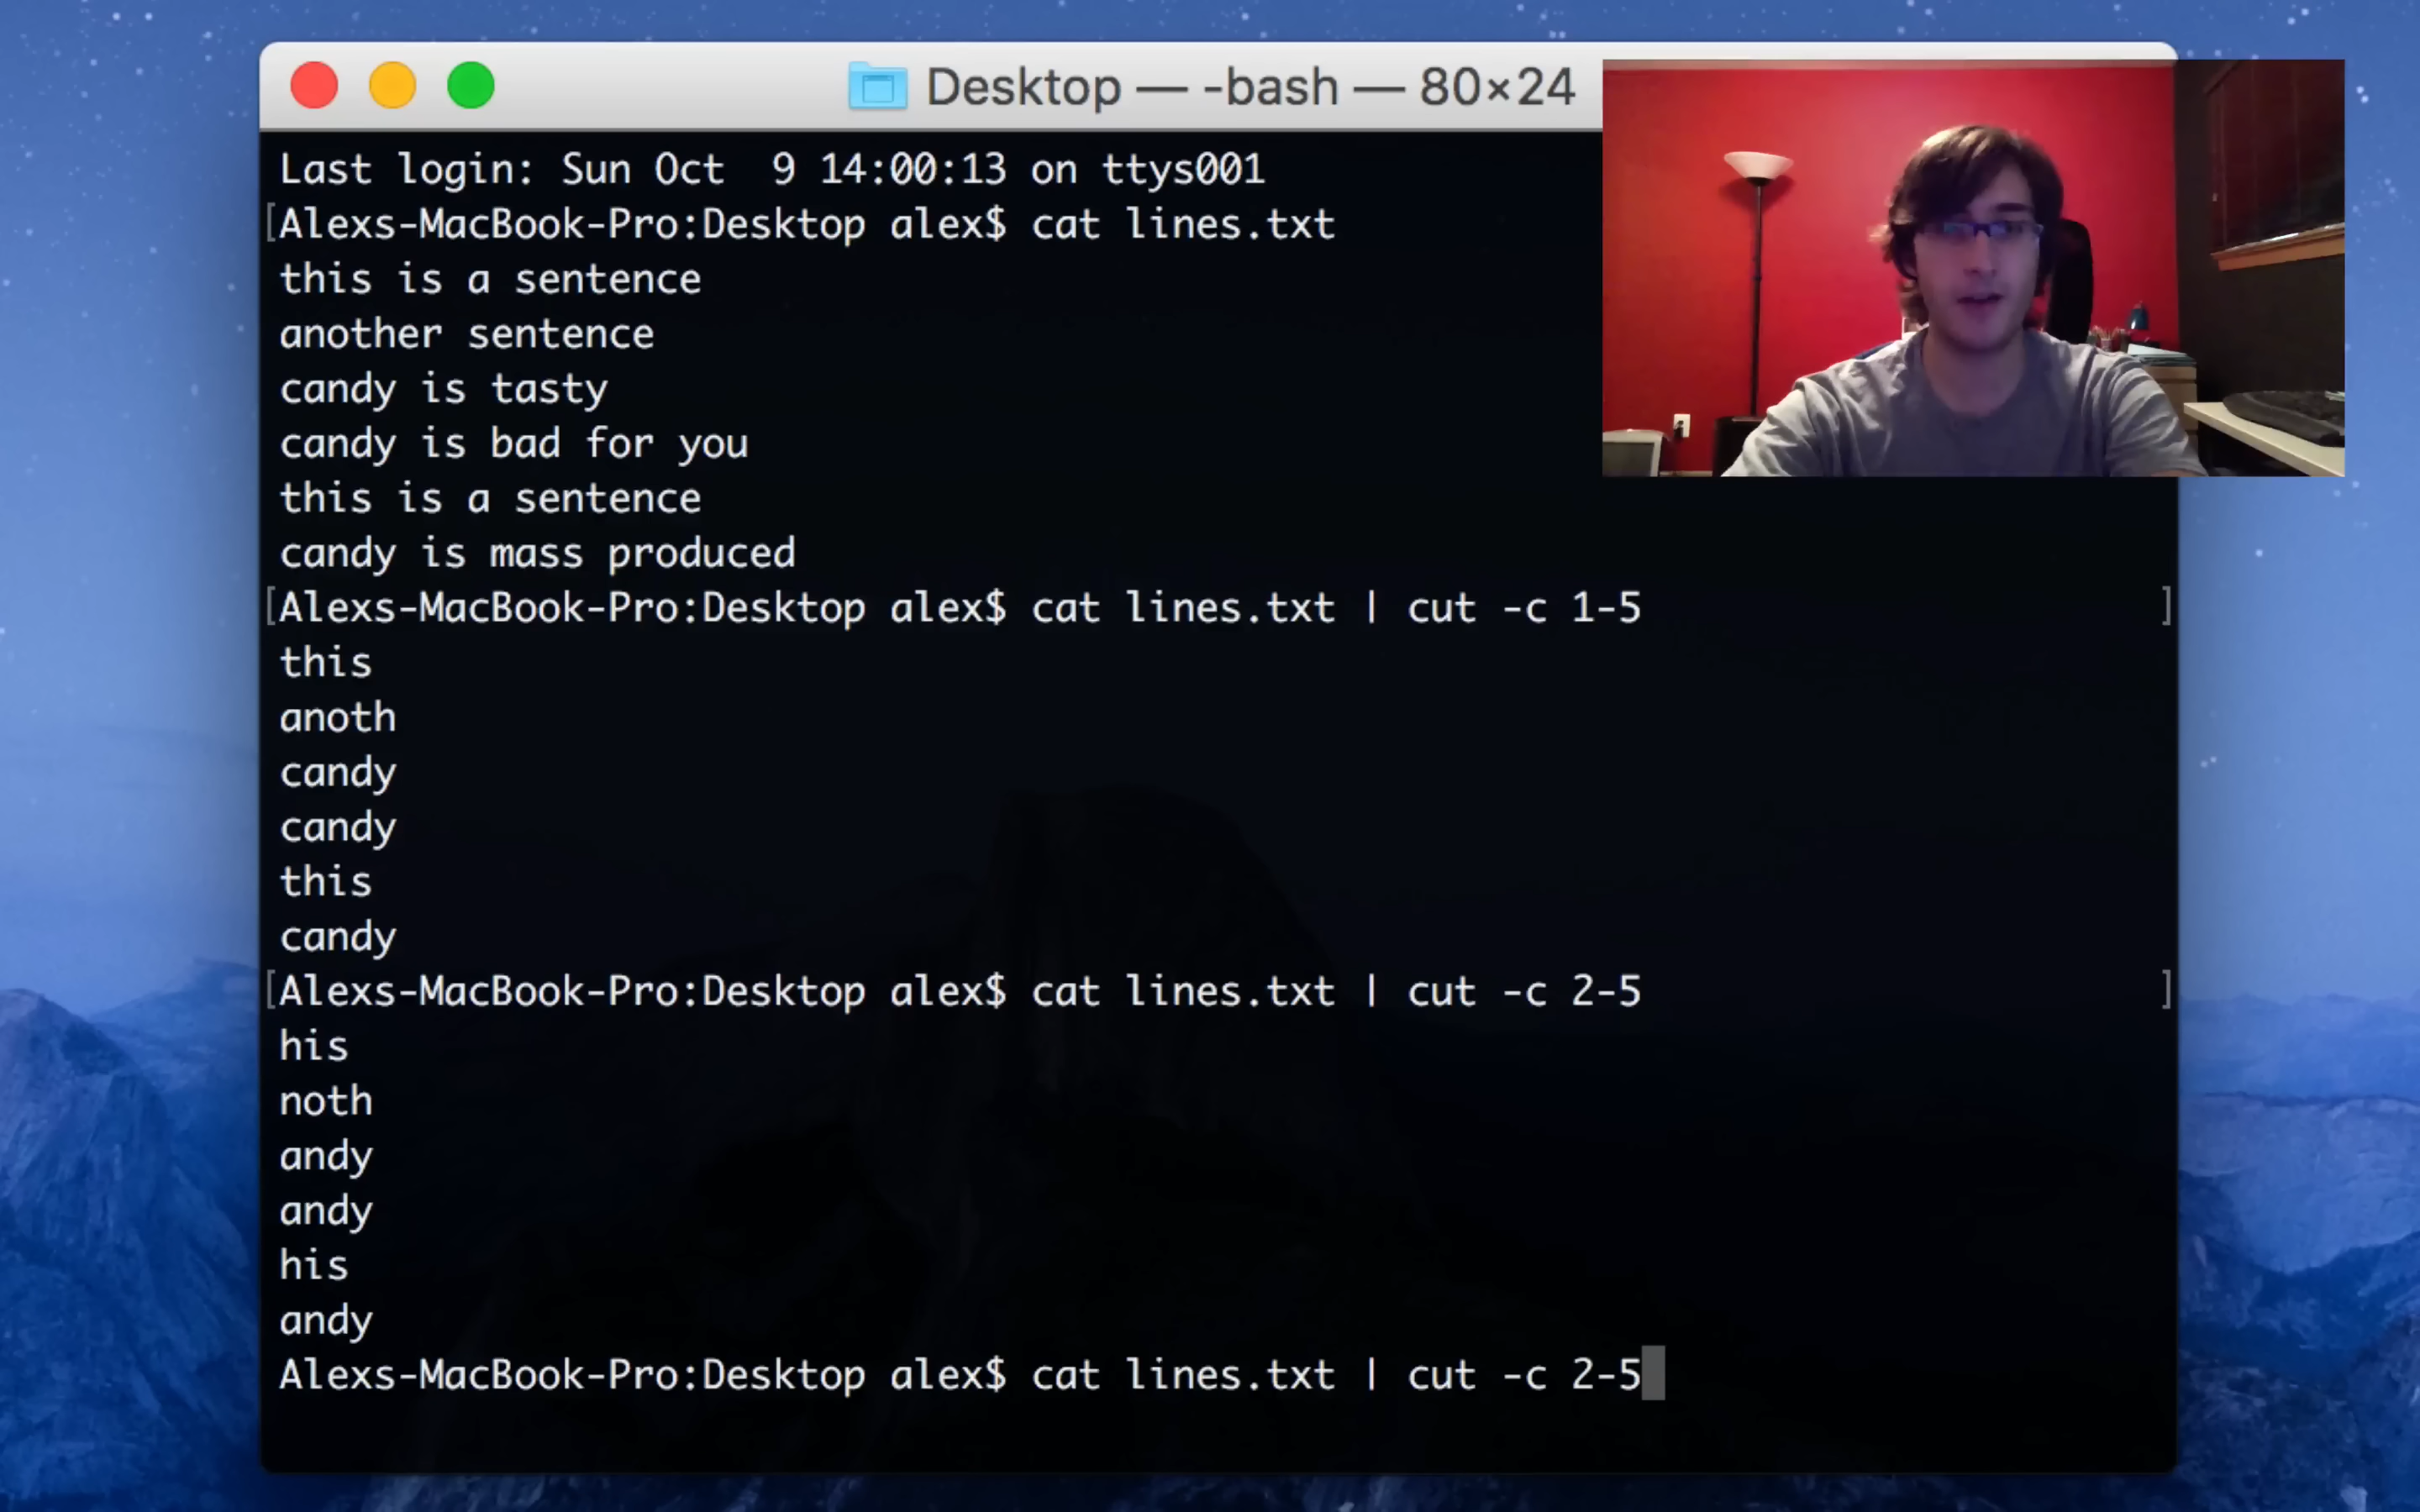 Desktop — -bash — 80×24
Last login: Sun Oct  9 14:00:13 on ttys001
[Alexs-MacBook-Pro:Desktop alex$ cat lines.txt
this is a sentence
another sentence
candy is tasty
candy is bad for you
this is a sentence
candy is mass produced
[Alexs-MacBook-Pro:Desktop alex$ cat lines.txt | cut -c 1-5 ]
this
anoth
candy
candy
this
candy
[Alexs-MacBook-Pro:Desktop alex$ cat lines.txt | cut -c 2-5 ]
his
noth
andy
andy
his
andy
Alexs-MacBook-Pro:Desktop alex$ cat lines.txt | cut -c 2-5